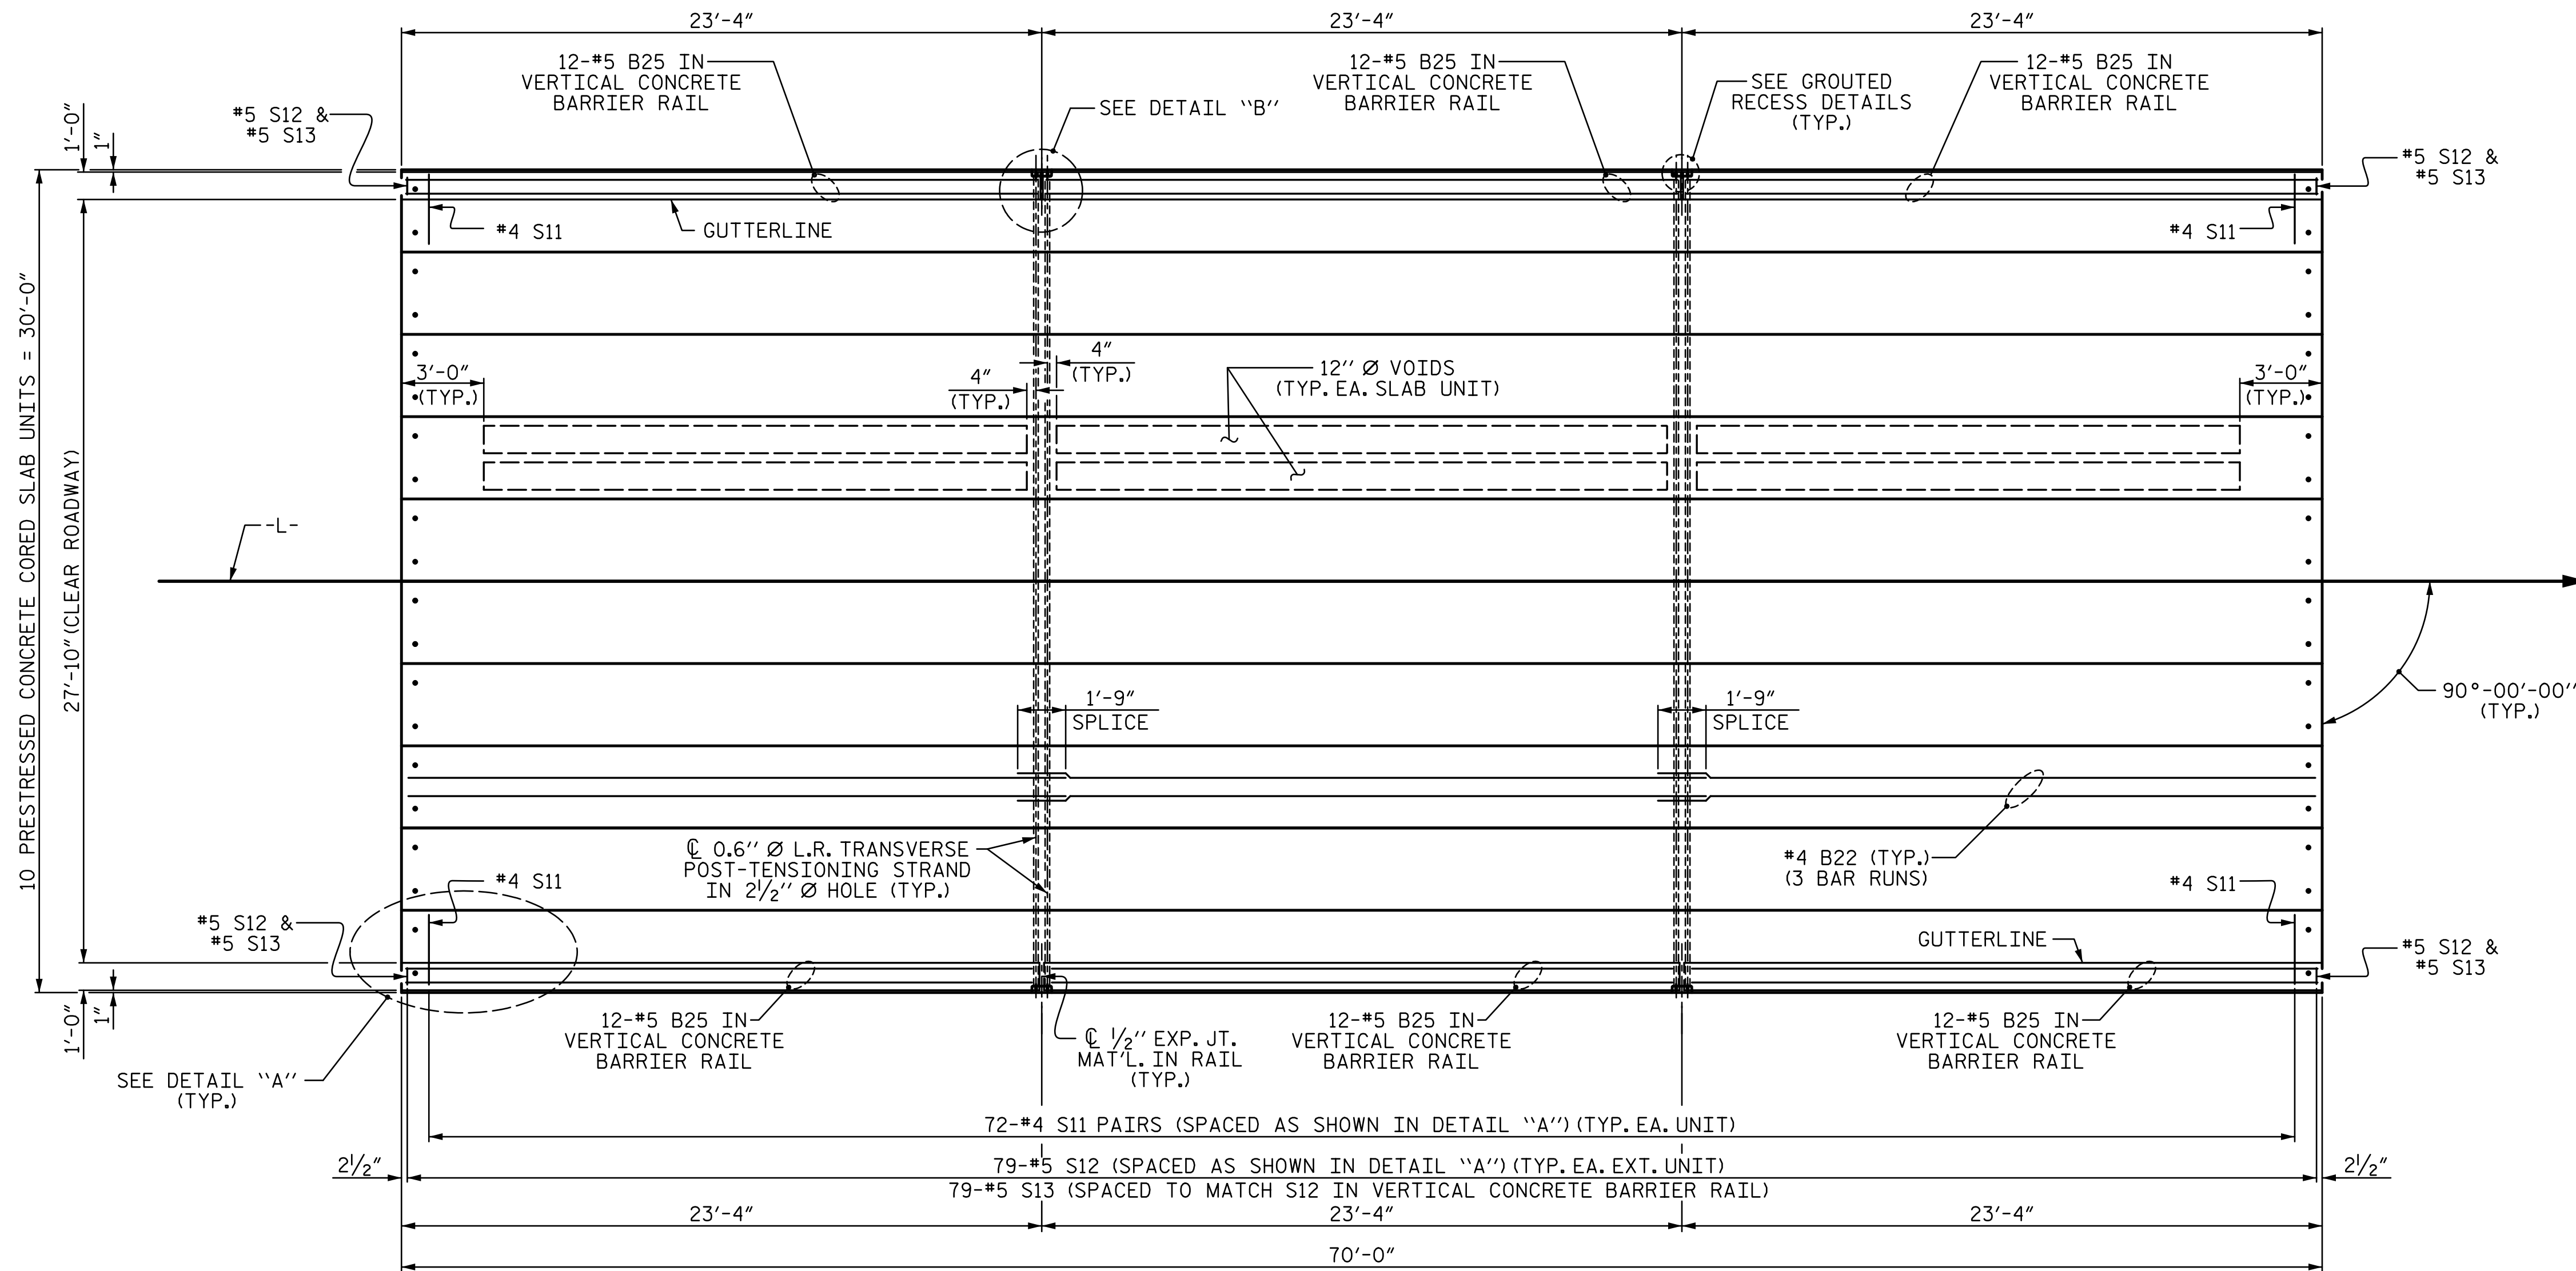 23'-4"
23'-4"
23'-4"
12-#5 B25 IN
VERTICAL CONCRETE
BARRIER RAIL
12-#5 B25 IN
VERTICAL CONCRETE
BARRIER RAIL
SEE GROUTED
RECESS DETAILS
(TYP.)
12-#5 B25 IN
VERTICAL CONCRETE
BARRIER RAIL
SEE DETAIL "B"
#5 S12 &
#5 S13
1'-0"
1"
#5 S12 &
#5 S13
#4 S11
GUTTERLINE
#4 S11
10 PRESTRESSED CONCRETE CORED SLAB UNITS = 30'-0"
27'-10" (CLEAR ROADWAY)
3'-0"
(TYP.)
4"
(TYP.)
4"
(TYP.)
12" Ø VOIDS
(TYP. EA. SLAB UNIT)
3'-0"
(TYP.)
-L-
90°-00'-00"
(TYP.)
1'-9"
SPLICE
1'-9"
SPLICE
℄ 0.6" Ø L.R. TRANSVERSE
POST-TENSIONING STRAND
IN 2½" Ø HOLE (TYP.)
#4 B22 (TYP.)
(3 BAR RUNS)
#4 S11
#4 S11
#5 S12 &
#5 S13
GUTTERLINE
#5 S12 &
#5 S13
1'-0"
1"
12-#5 B25 IN
VERTICAL CONCRETE
BARRIER RAIL
℄ ½" EXP. JT.
MAT'L. IN RAIL
(TYP.)
12-#5 B25 IN
VERTICAL CONCRETE
BARRIER RAIL
12-#5 B25 IN
VERTICAL CONCRETE
BARRIER RAIL
SEE DETAIL "A"
(TYP.)
72-#4 S11 PAIRS (SPACED AS SHOWN IN DETAIL "A") (TYP. EA. UNIT)
2½"
79-#5 S12 (SPACED AS SHOWN IN DETAIL "A") (TYP. EA. EXT. UNIT)
2½"
79-#5 S13 (SPACED TO MATCH S12 IN VERTICAL CONCRETE BARRIER RAIL)
23'-4"
23'-4"
23'-4"
70'-0"